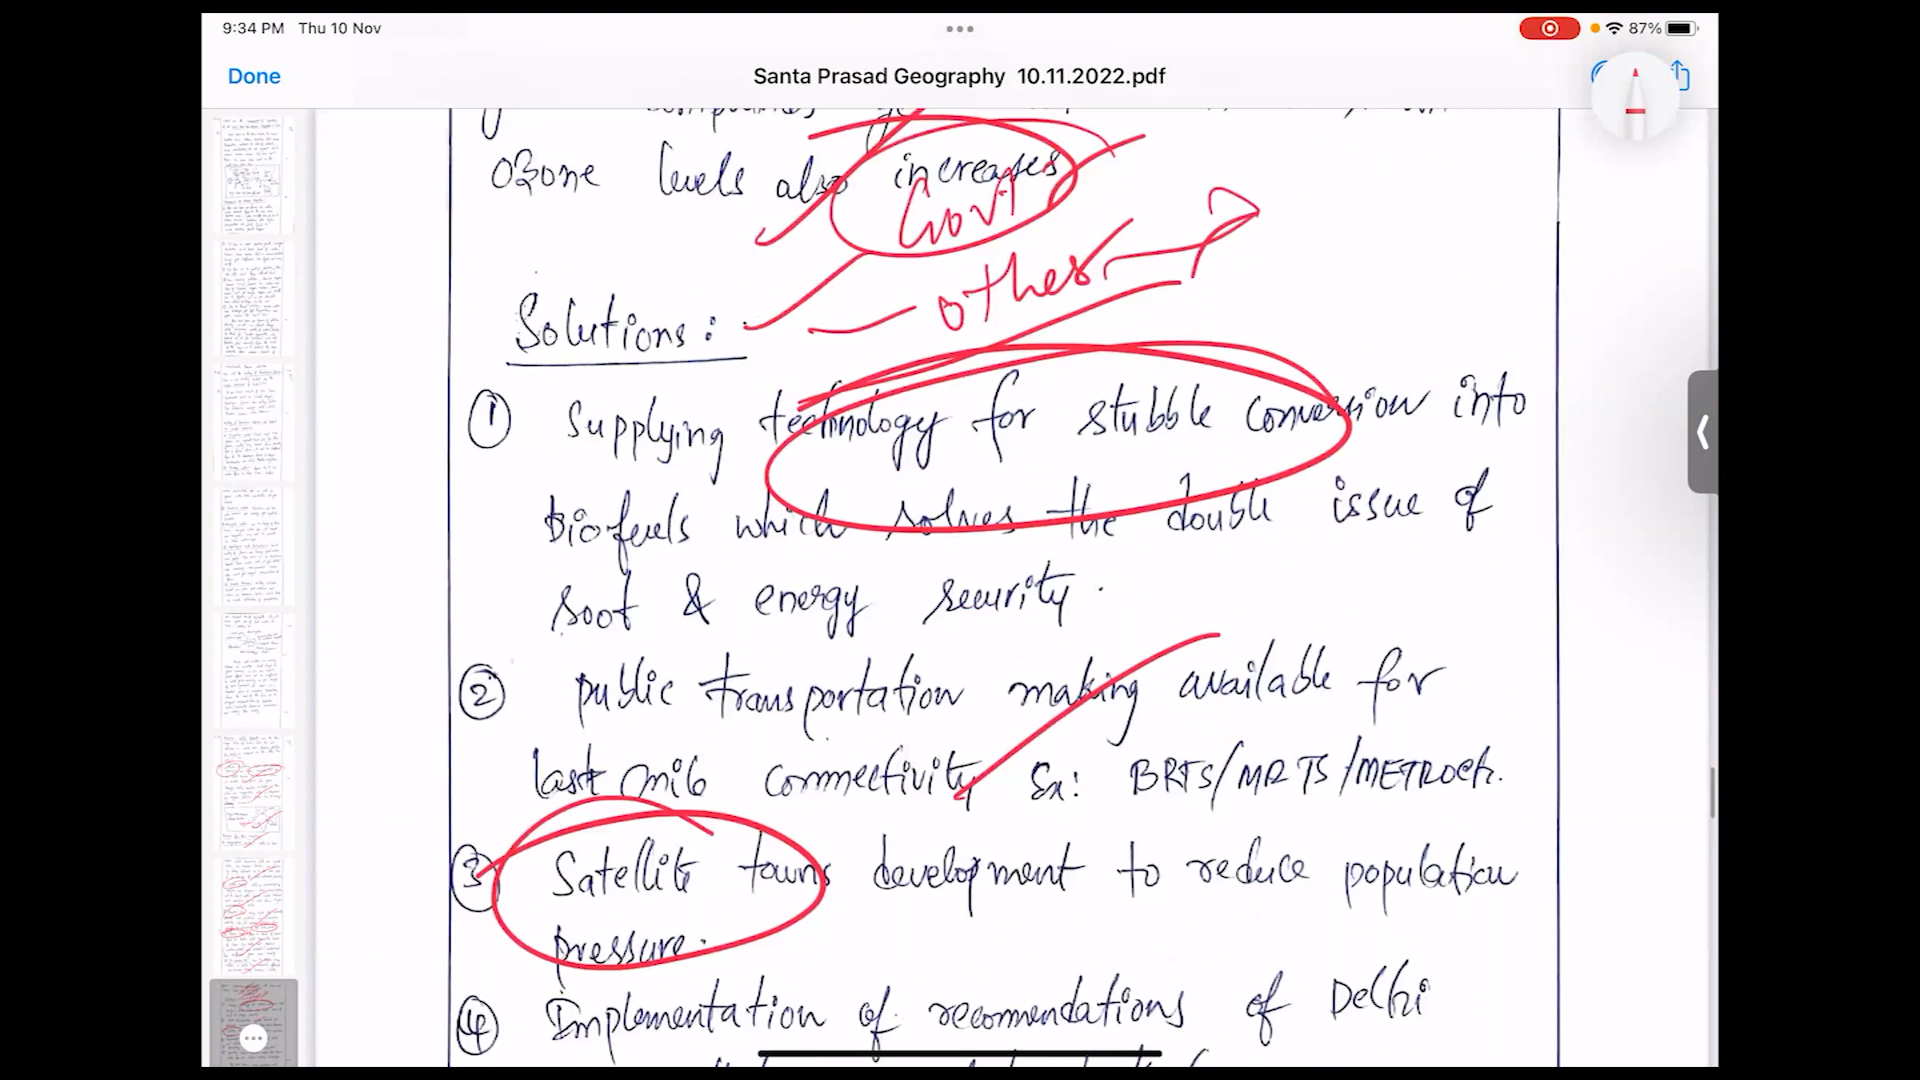 9:34 PM Thu 10 Nov
87%
Done
Santa Prasad Geography 10.11.2022.pdf
Ozone levels also increases
Govt
Solutions:
others
① Supplying technology for stubble conversion into
biofuels which solves the double issue of
soot & energy security.
② public transportation making available for
last mile connectivity Ex: BRTS/MRTS/METRO etc.
③ Satellite towns development to reduce population
pressure.
④ Implementation of recomendations of Delhi